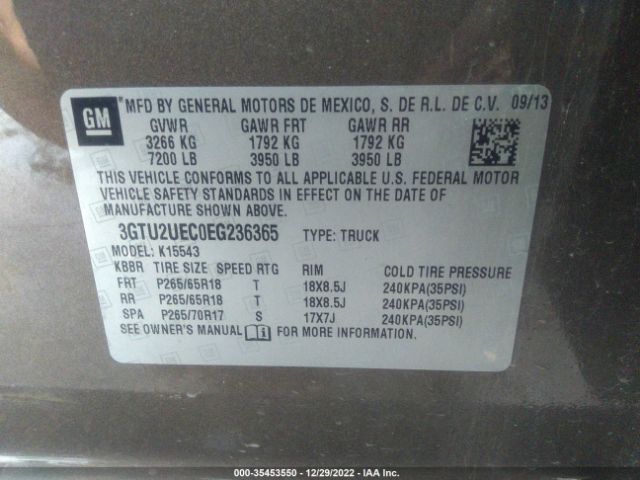 GM MFD BY GENERAL MOTORS DE MEXICO, S. DE R.L. DE C.V. 09/13
GVWR GAWR FRT GAWR RR
3266 KG 1792 KG 1792 KG
7200 LB 3950 LB 3950 LB
THIS VEHICLE CONFORMS TO ALL APPLICABLE U.S. FEDERAL MOTOR
VEHICLE SAFETY STANDARDS IN EFFECT ON THE DATE OF
MANUFACTURE SHOWN ABOVE.
3GTU2UEC0EG236365 TYPE: TRUCK
MODEL: K15543
KBBR TIRE SIZE SPEED RTG RIM COLD TIRE PRESSURE
FRT P265/65R18 T 18X8.5J 240KPA(35PSI)
RR P265/65R18 T 18X8.5J 240KPA(35PSI)
SPA P265/70R17 S 17X7J 240KPA(35PSI)
SEE OWNER'S MANUAL FOR MORE INFORMATION.
000-35453550 - 12/29/2022 - IAA Inc.